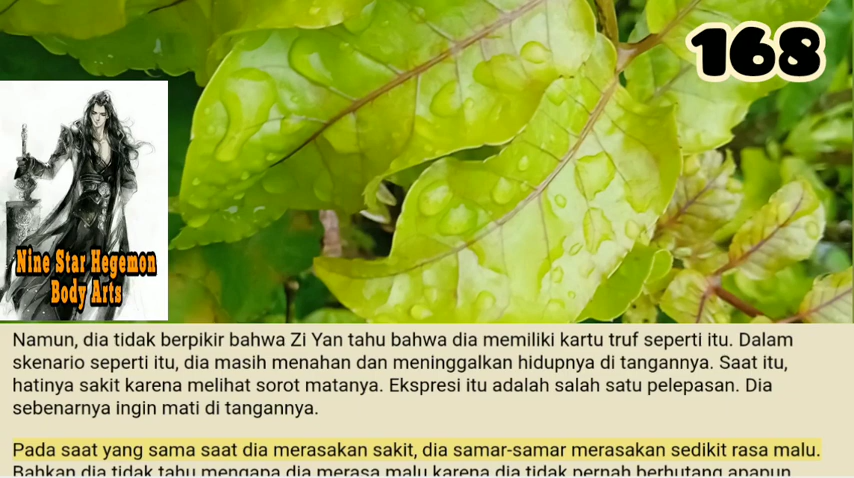 168
Nine Star Hegemon
Body Arts
Namun, dia tidak berpikir bahwa Zi Yan tahu bahwa dia memiliki kartu truf seperti itu. Dalam
skenario seperti itu, dia masih menahan dan meninggalkan hidupnya di tangannya. Saat itu,
hatinya sakit karena melihat sorot matanya. Ekspresi itu adalah salah satu pelepasan. Dia
sebenarnya ingin mati di tangannya.
Pada saat yang sama saat dia merasakan sakit, dia samar-samar merasakan sedikit rasa malu.
Bahkan dia tidak tahu mengapa dia merasa malu karena dia tidak pernah berhutang apapun